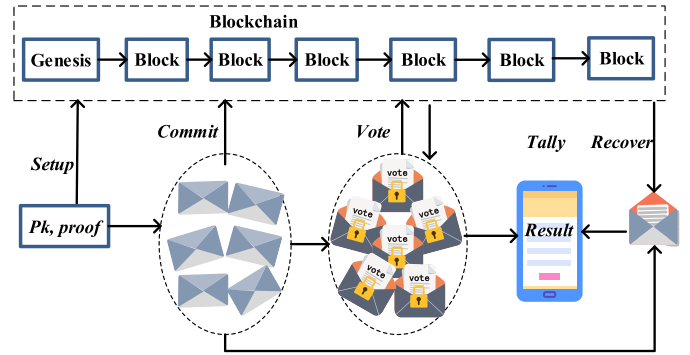 Blockchain
Genesis Block Block Block Block Block Block
Commit Vote Tally Recover
Setup
vote
vote vote
Pk, proof Result
vote
vote vote